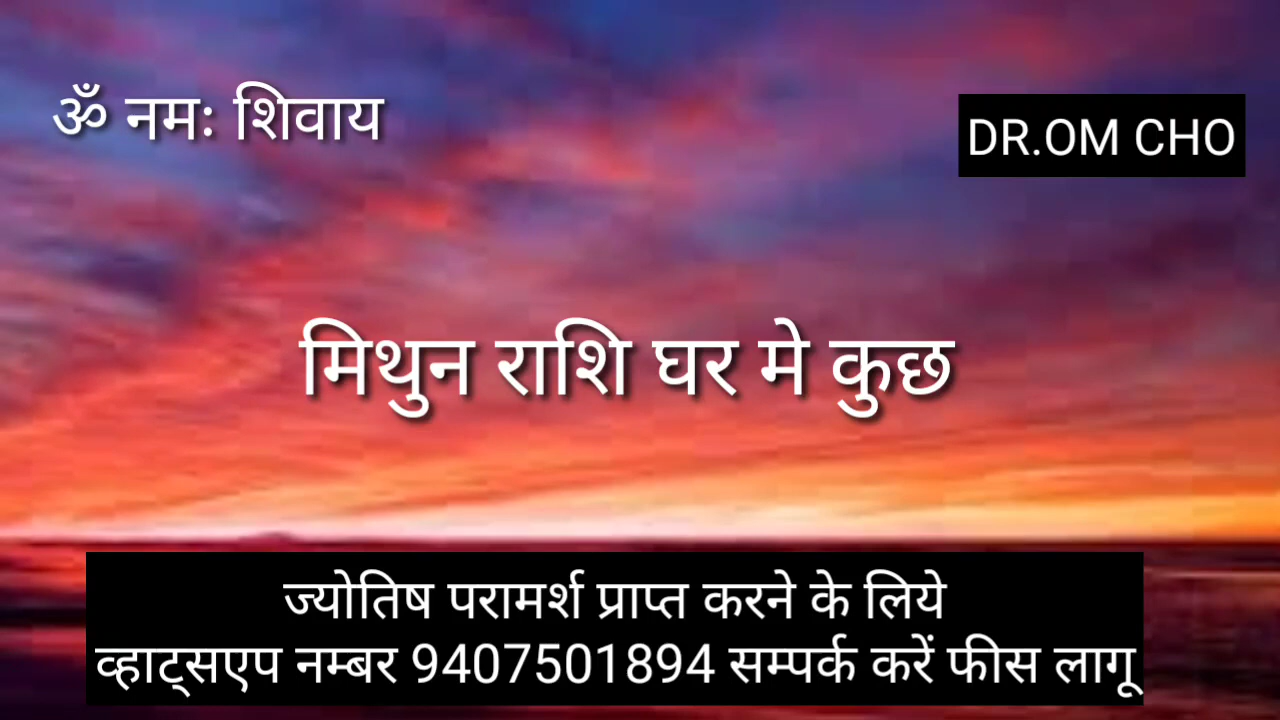 ॐ नमः शिवाय
DR.OM CHO
मिथुन राशि घर मे कुछ
ज्योतिष परामर्श प्राप्त करने के लिये
व्हाट्सएप नम्बर 9407501894 सम्पर्क करें फीस लागू